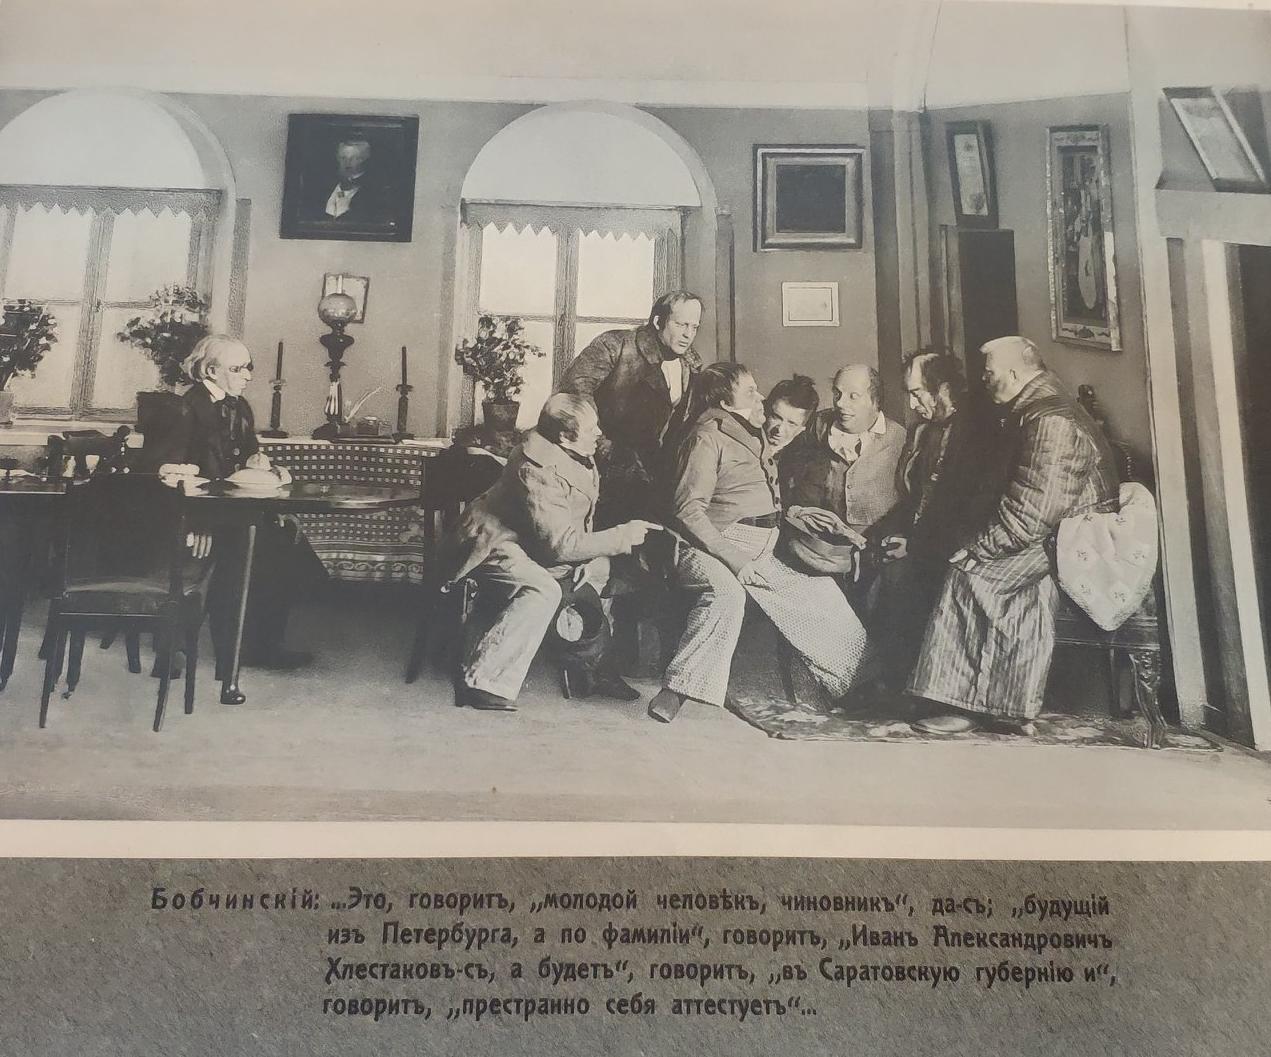 Бобчинскій: ...Это, говоритъ, „молодой человѣкъ, чиновникъ“, да-съ; „будущій
изъ Петербурга, а по фамиліи“, говоритъ, „Иванъ Александровичъ
Хлестаковъ-съ, а будетъ“, говоритъ, „въ Саратовскую губернію и“,
говоритъ, „престранно себя аттестуетъ“...